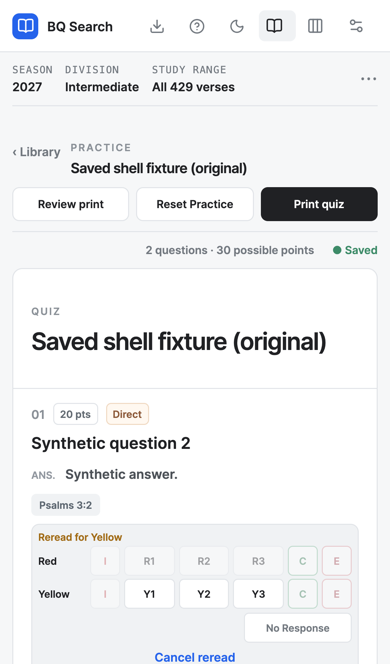 BQ Search
SEASON DIVISION STUDY RANGE
2027 Intermediate All 429 verses
‹ Library PRACTICE
Saved shell fixture (original)
Review print Reset Practice Print quiz
2 questions · 30 possible points Saved
QUIZ
Saved shell fixture (original)
01 20 pts Direct
Synthetic question 2
ANS. Synthetic answer.
Psalms 3:2
Reread for Yellow
Red I R1 R2 R3 C E
Yellow I Y1 Y2 Y3 C E
No Response
Cancel reread